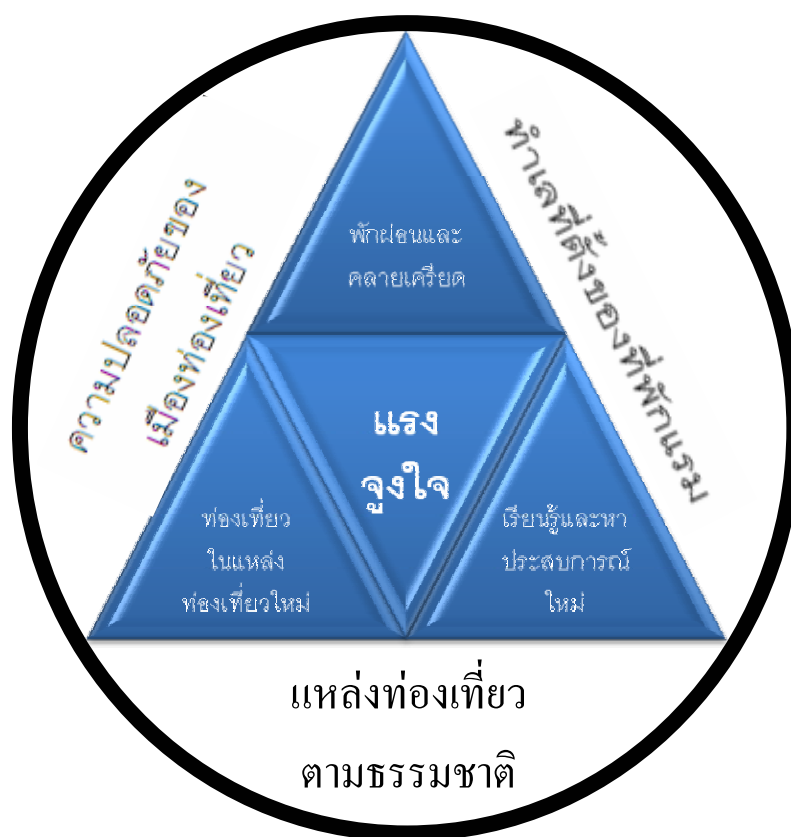 ความปลอดภัยของ
เมืองท่องเที่ยว
ทำเลที่ตั้งของที่พักแรม
พักผ่อนและ
คลายเครียด
แรง
จูงใจ
ท่องเที่ยว
ในแหล่ง
ท่องเที่ยวใหม่
เรียนรู้และหา
ประสบการณ์
ใหม่
แหล่งท่องเที่ยว
ตามธรรมชาติ